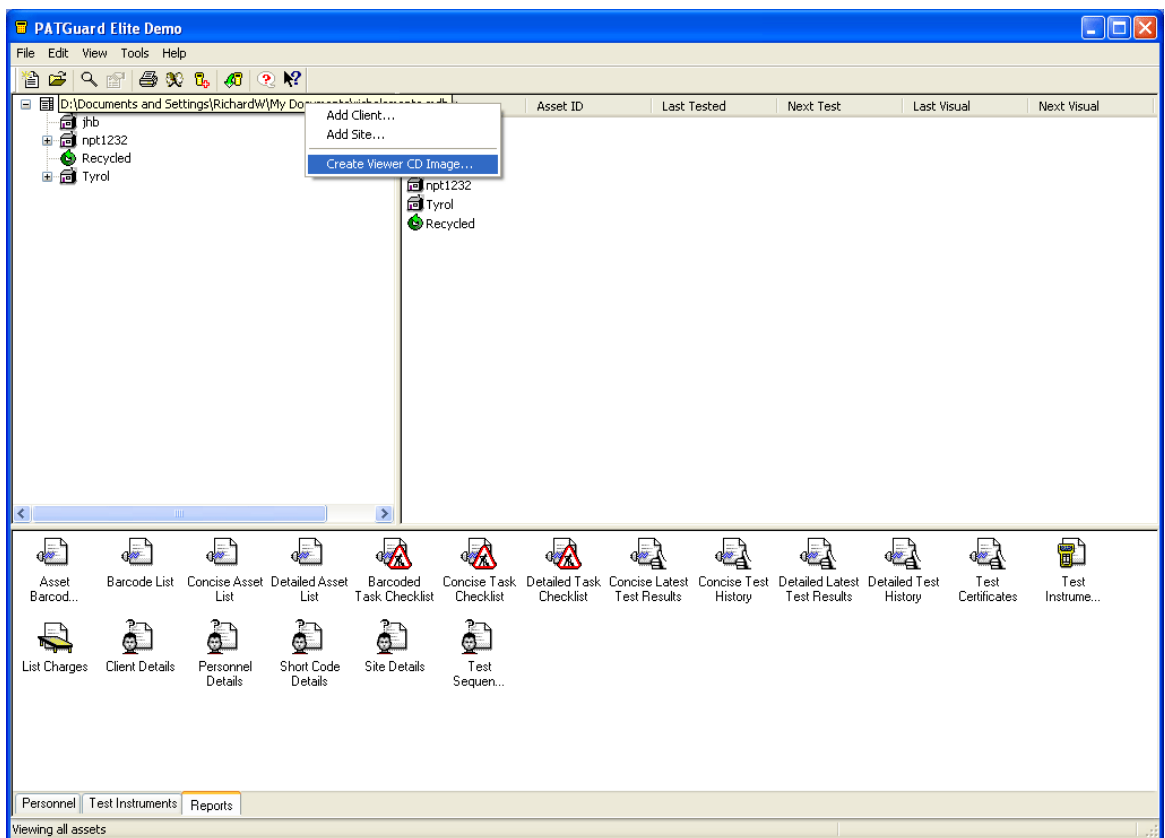 PATGuard Elite Demo
File Edit View Tools Help
D:\Documents and Settings\RichardW\My
Add Client...
Add Site...
Create Viewer CD Image...
Asset ID Last Tested Next Test Last Visual Next Visual
jhb
npt1232
Recycled
Tyrol
npt1232
Tyrol
Recycled
Asset Barcod...
Barcode List
Concise Asset List
Detailed Asset List
Barcoded Task Checklist
Concise Task Checklist
Detailed Task Checklist
Concise Latest Test Results
Concise Test History
Detailed Latest Test Results
Detailed Test History
Test Certificates
Test Instrume...
List Charges
Client Details
Personnel Details
Short Code Details
Site Details
Test Sequen...
Personnel Test Instruments Reports
Viewing all assets